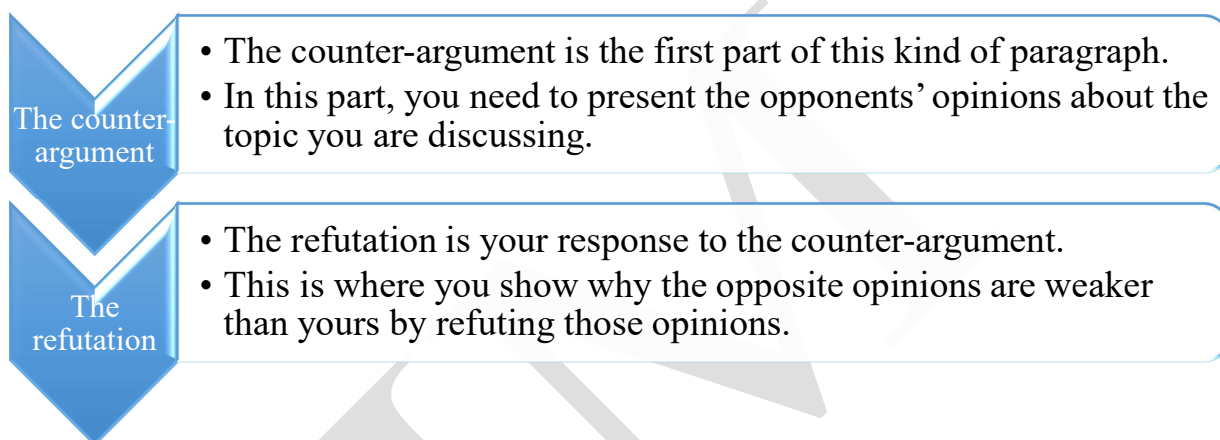 The counter-
argument
• The counter-argument is the first part of this kind of paragraph.
• In this part, you need to present the opponents’ opinions about the
topic you are discussing.
The
refutation
• The refutation is your response to the counter-argument.
• This is where you show why the opposite opinions are weaker
than yours by refuting those opinions.